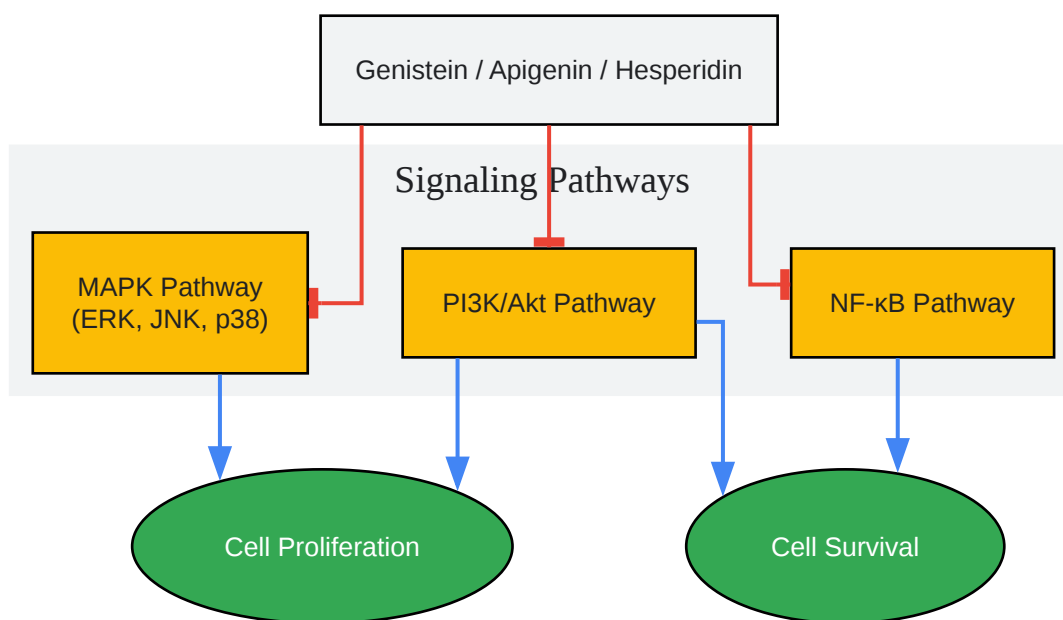 Genistein / Apigenin / Hesperidin
Signaling Pathways
MAPK Pathway
(ERK, JNK, p38)
PI3K/Akt Pathway
NF-κB Pathway
Cell Proliferation
Cell Survival